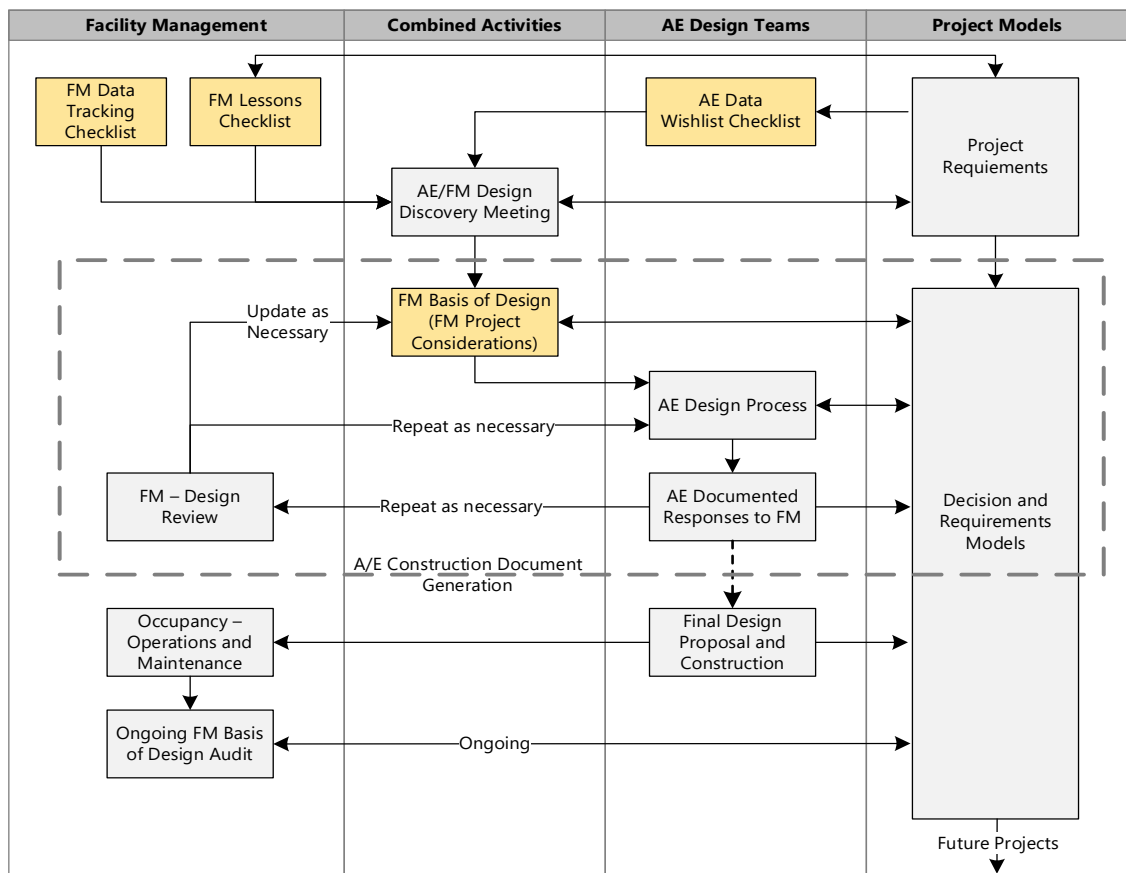 Facility Management
Combined Activities
AE Design Teams
Project Models
FM Data
Tracking
Checklist
FM Lessons
Checklist
AE Data
Wishlist Checklist
Project
Requiements
AE/FM Design
Discovery Meeting
Update as
Necessary
FM Basis of Design
(FM Project
Considerations)
AE Design Process
Repeat as necessary
FM – Design
Review
Repeat as necessary
AE Documented
Responses to FM
Decision and
Requirements
Models
A/E Construction Document
Generation
Occupancy –
Operations and
Maintenance
Final Design
Proposal and
Construction
Ongoing FM Basis
of Design Audit
Ongoing
Future Projects